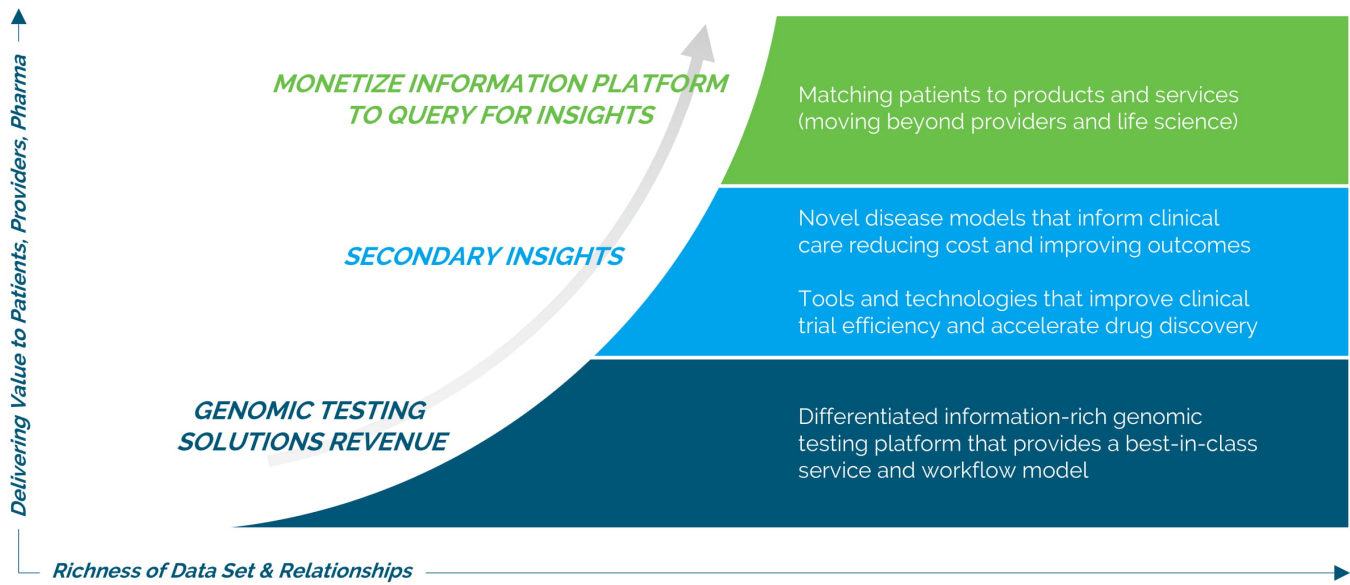 Delivering Value to Patients, Providers, Pharma
MONETIZE INFORMATION PLATFORM
TO QUERY FOR INSIGHTS
Matching patients to products and services
(moving beyond providers and life science)
SECONDARY INSIGHTS
Novel disease models that inform clinical
care reducing cost and improving outcomes
Tools and technologies that improve clinical
trial efficiency and accelerate drug discovery
GENOMIC TESTING
SOLUTIONS REVENUE
Differentiated information-rich genomic
testing platform that provides a best-in-class
service and workflow model
Richness of Data Set & Relationships